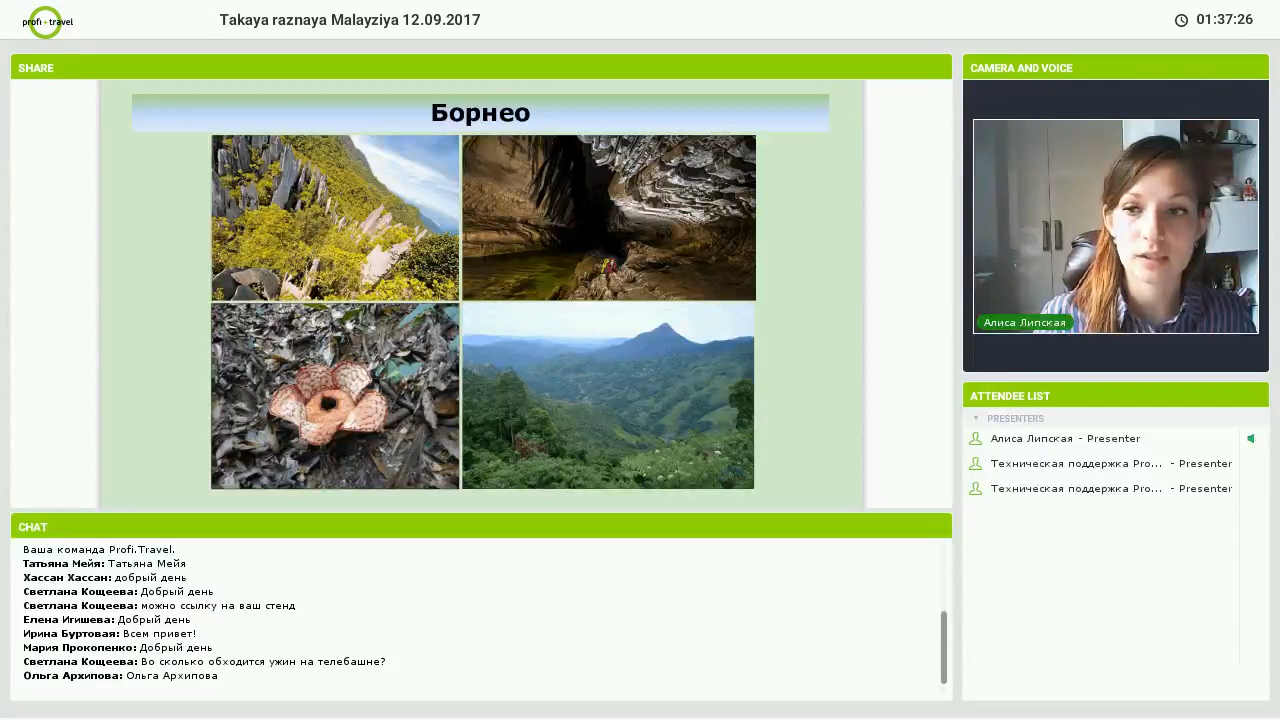 profi travel
Takaya raznaya Malayziya 12.09.2017
01:37:26
SHARE
Борнео
CAMERA AND VOICE
Алиса Липская
ATTENDEE LIST
PRESENTERS
Алиса Липская - Presenter
Техническая поддержка Pro... - Presenter
Техническая поддержка Pro... - Presenter
CHAT
Ваша команда Profi.Travel.
Татьяна Мейя: Татьяна Мейя
Хассан Хассан: добрый день
Светлана Кощеева: Добрый день
Светлана Кощеева: можно ссылку на ваш стенд
Елена Игишева: Добрый день
Ирина Буртовая: Всем привет!
Мария Прокопенко: Добрый день
Светлана Кощеева: Во сколько обходится ужин на телебашне?
Ольга Архипова: Ольга Архипова